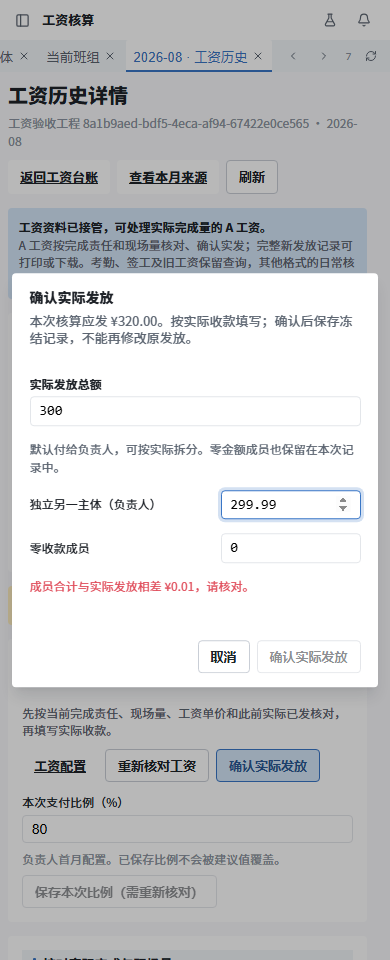 工资核算
体
当前班组
2026-08 · 工资历史
7
工资历史详情
工资验收工程 8a1b9aed-bdf5-4eca-af94-67422e0ce565 · 2026-
08
返回工资台账
查看本月来源
刷新
工资资料已接管，可处理实际完成量的 A 工资。
A 工资按完成责任和现场量核对、确认实发；完整新发放记录可
打印或下载。考勤、签工及旧工资保留查询，其他格式的日常核
确认实际发放
本次核算应发 ¥320.00。按实际收款填写；确认后保存冻
结记录，不能再修改原发放。
实际发放总额
300
默认付给负责人，可按实际拆分。零金额成员也保留在本次记
录中。
独立另一主体（负责人）
299.99
零收款成员
0
成员合计与实际发放相差 ¥0.01，请核对。
取消
确认实际发放
先按当前完成责任、现场量、工资单价和此前实际已发核对，
再填写实际收款。
工资配置
重新核对工资
确认实际发放
本次支付比例（%）
80
负责人首月配置。已保存比例不会被建议值覆盖。
保存本次比例（需重新核对）